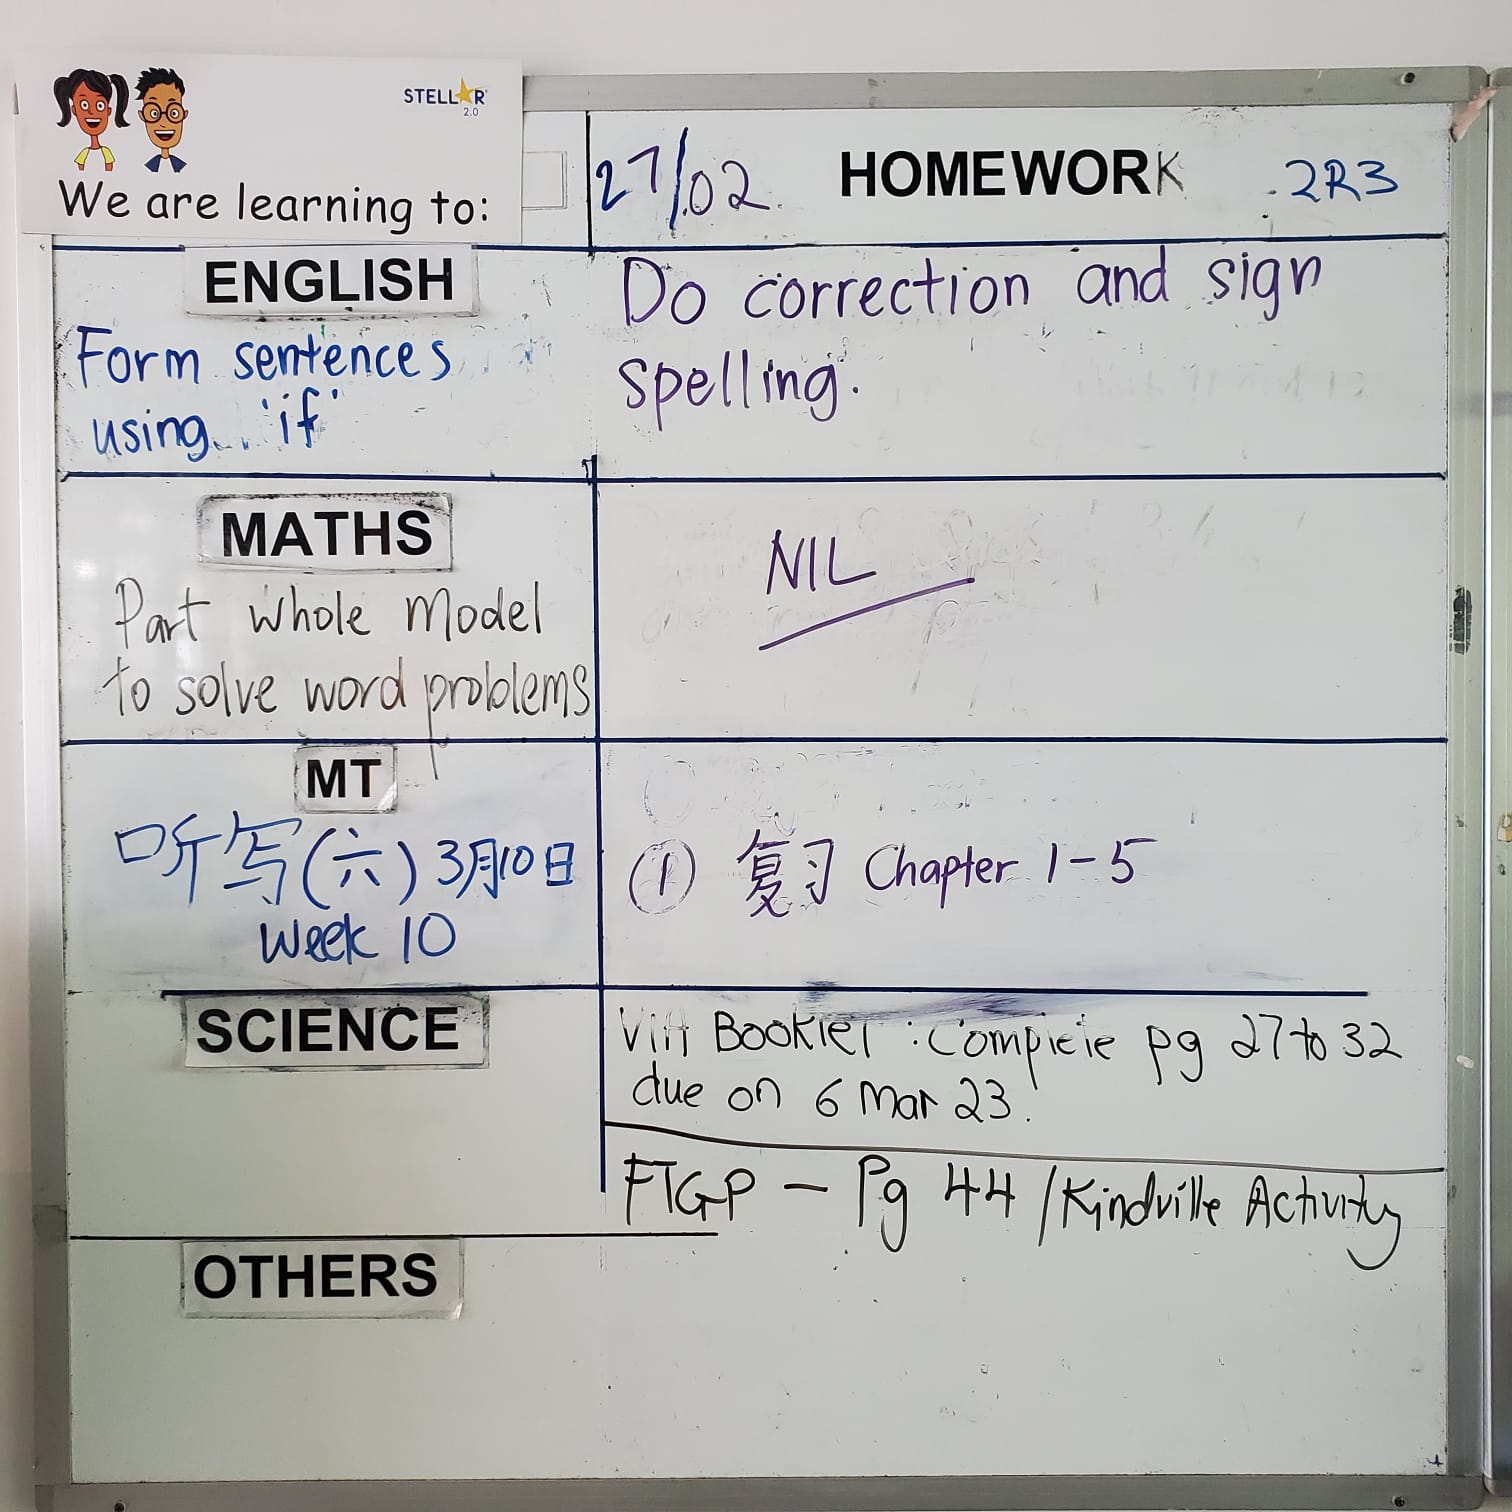 STELLAR
2.0
We are learning to:
27/02 HOMEWORK 2R3
ENGLISH
Form sentences
using 'if'
Do correction and sign
spelling.
MATHS
Part whole Model
to solve word problems
NIL
MT
听写(六) 3月10日
Week 10
① 复习 Chapter 1-5
SCIENCE
Booklet : Complete pg 27 to 32
due on 6 Mar 23.
FTGP - Pg 44 / Kindville Activity
OTHERS